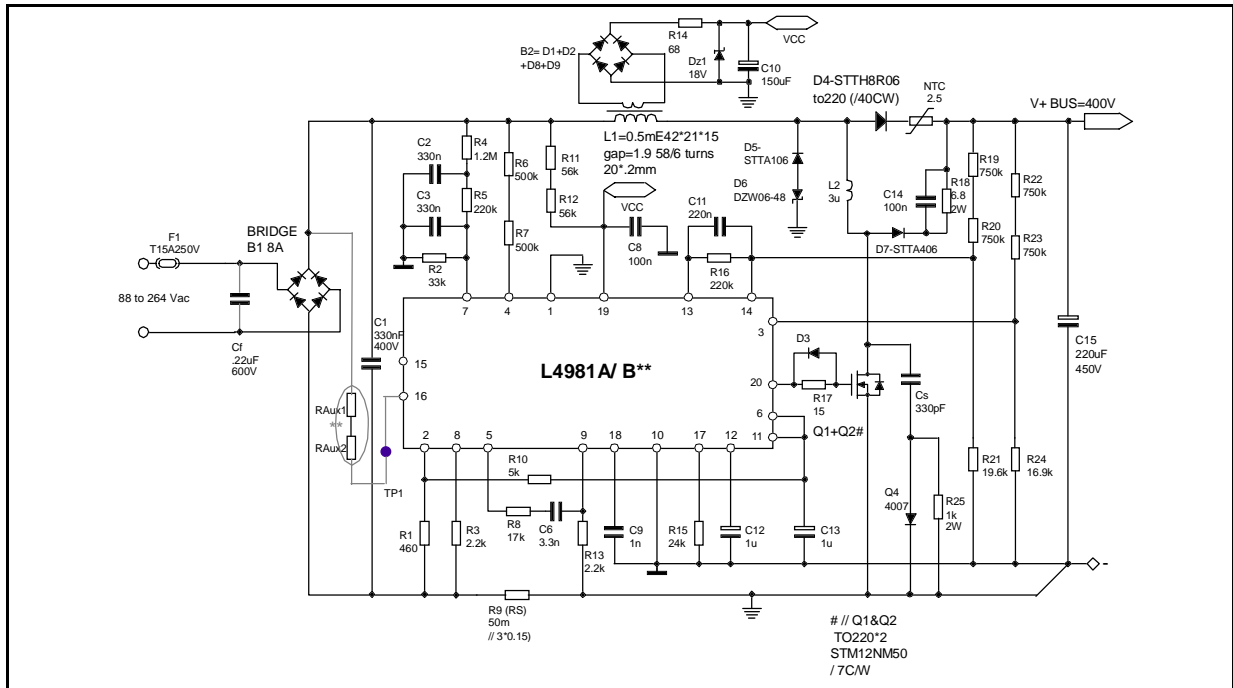 B2= D1+D2
+D8+D9
R14
68
VCC
Dz1
18V
C10
150uF
D4-STTH8R06
to220 (/40CW)
NTC
2.5
V+ BUS=400V
L1=0.5mE42*21*15
gap=1.9 58/6 turns
20*.2mm
C2
330n
R4
1.2M
R6
500k
R11
56k
D5-
STTA106
D6
DZW06-48
L2
3u
C14
100n
R18
6.8
2W
R19
750k
R22
750k
C3
330n
R5
220k
R12
56k
VCC
C11
220n
R20
750k
R23
750k
F1
T15A250V
BRIDGE
B1 8A
R7
500k
C8
100n
D7-STTA406
R2
33k
R16
220k
88 to 264 Vac
Cf
.22uF
600V
C1
330nF
400V
7
4
1
19
13
14
3
15
L4981A/ B**
D3
20
R17
15
C15
220uF
450V
16
RAux1
**
RAux2
6
11
Q1+Q2#
Cs
330pF
2
8
5
9
18
10
17
12
TP1
R10
5k
R21
19.6k
R24
16.9k
Q4
4007
R25
1k
2W
R1
460
R3
2.2k
R8
17k
C6
3.3n
R13
2.2k
C9
1n
R15
24k
C12
1u
C13
1u
-
R9 (RS)
50m
// 3*0.15)
# // Q1&Q2
TO220*2
STM12NM50
/ 7C/W